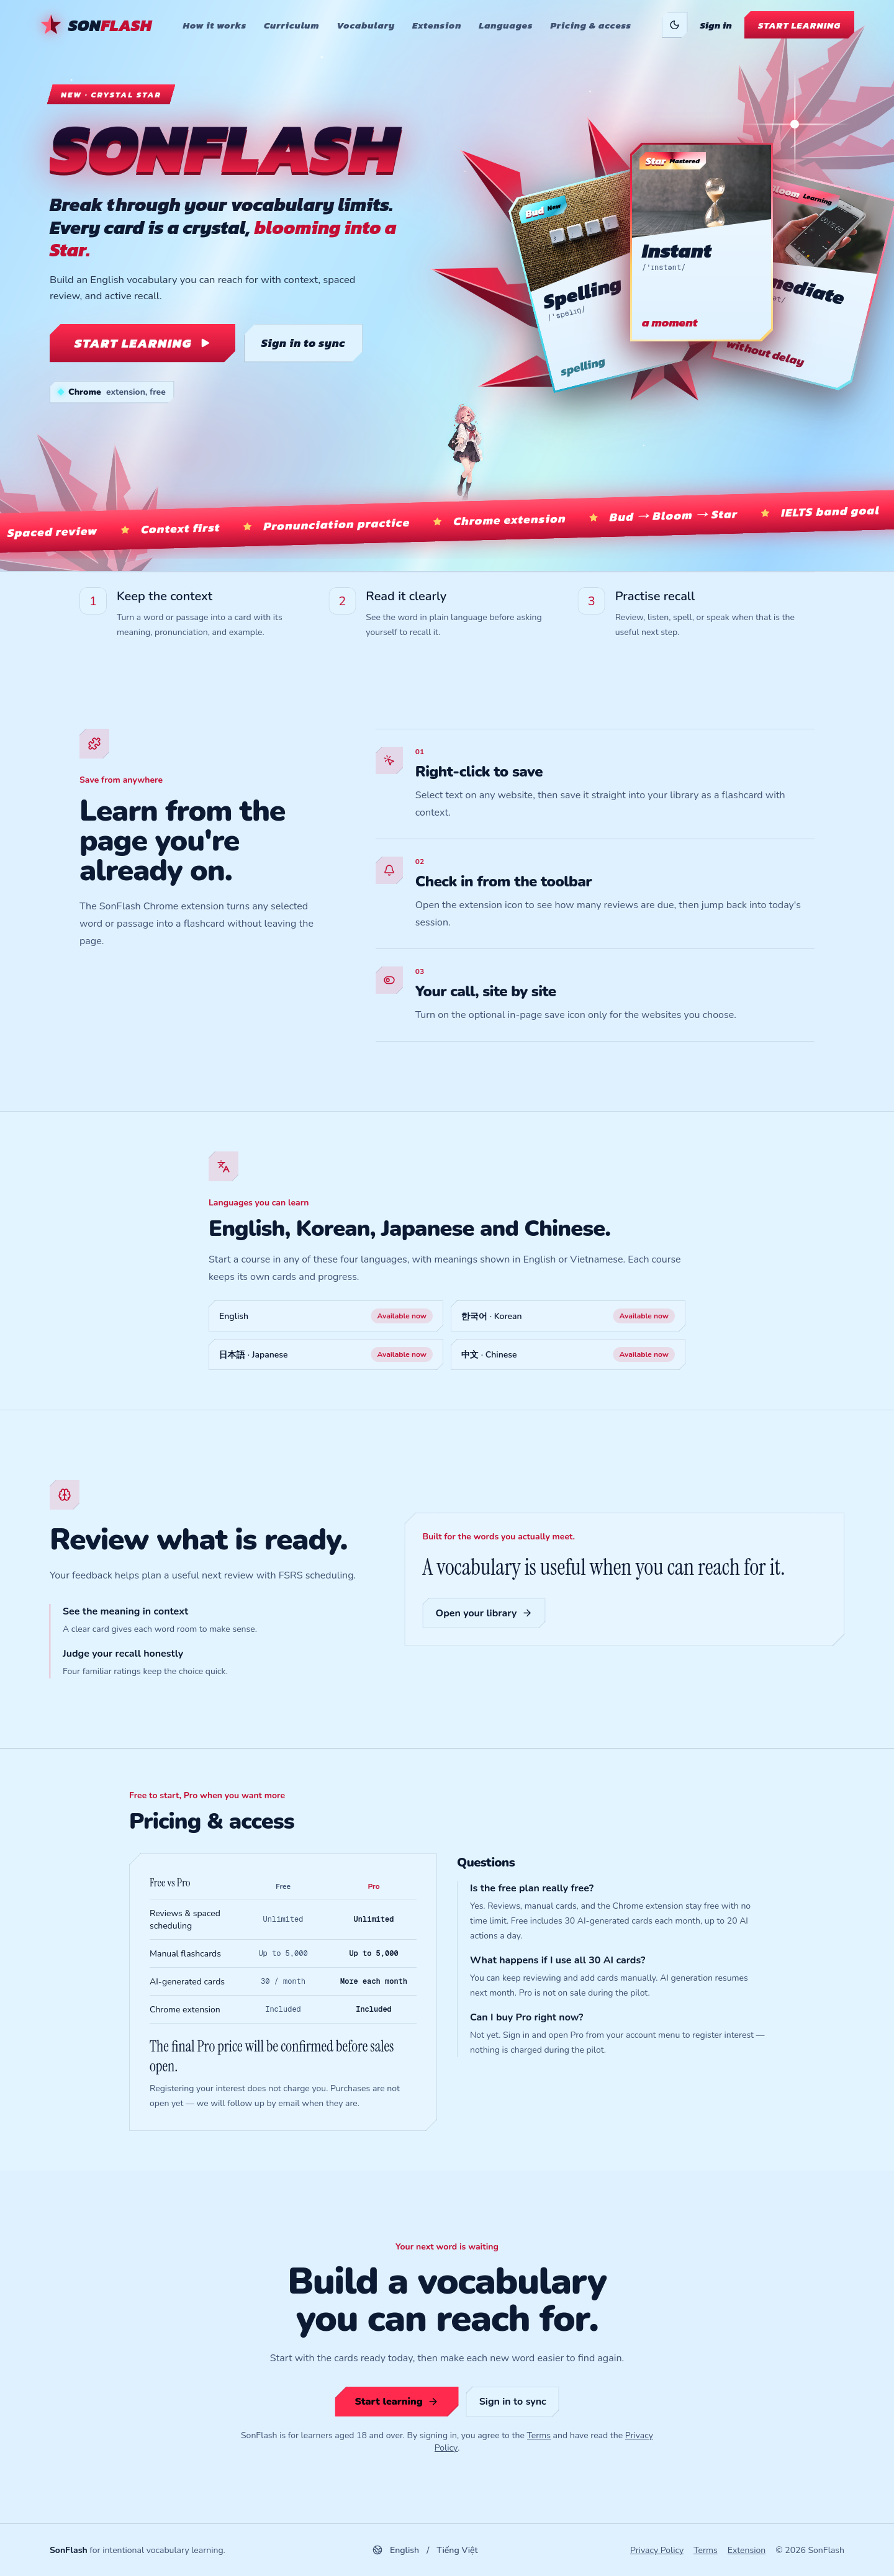 SONFLASH
How it works
Curriculum
Vocabulary
Extension
Languages
Pricing & access
Sign in
START LEARNING
NEW · CRYSTAL STAR
SONFLASH
Break through your vocabulary limits.
Every card is a crystal, blooming into a
Star.
Build an English vocabulary you can reach for with context, spaced
review, and active recall.
START LEARNING
Sign in to sync
Chrome extension, free
Bud New
Spelling
/ˈspelɪŋ/
spelling
Star Mastered
Instant
/ˈɪnstənt/
a moment
Learning
without delay
Spaced review
Context first
Pronunciation practice
Chrome extension
Bud → Bloom → Star
IELTS band goal
1
Keep the context
Turn a word or passage into a card with its
meaning, pronunciation, and example.
2
Read it clearly
See the word in plain language before asking
yourself to recall it.
3
Practise recall
Review, listen, spell, or speak when that is the
useful next step.
Save from anywhere
Learn from the
page you're
already on.
The SonFlash Chrome extension turns any selected
word or passage into a flashcard without leaving the
page.
01
Right-click to save
Select text on any website, then save it straight into your library as a flashcard with
context.
02
Check in from the toolbar
Open the extension icon to see how many reviews are due, then jump back into today's
session.
03
Your call, site by site
Turn on the optional in-page save icon only for the websites you choose.
Languages you can learn
English, Korean, Japanese and Chinese.
Start a course in any of these four languages, with meanings shown in English or Vietnamese. Each course
keeps its own cards and progress.
English
Available now
한국어 · Korean
Available now
日本語 · Japanese
Available now
中文 · Chinese
Available now
Review what is ready.
Your feedback helps plan a useful next review with FSRS scheduling.
See the meaning in context
A clear card gives each word room to make sense.
Judge your recall honestly
Four familiar ratings keep the choice quick.
Built for the words you actually meet.
A vocabulary is useful when you can reach for it.
Open your library
Free to start, Pro when you want more
Pricing & access
Free vs Pro
Free
Pro
Reviews & spaced
scheduling
Unlimited
Unlimited
Manual flashcards
Up to 5,000
Up to 5,000
AI-generated cards
30 / month
More each month
Chrome extension
Included
Included
The final Pro price will be confirmed before sales
open.
Registering your interest does not charge you. Purchases are not
open yet — we will follow up by email when they are.
Questions
Is the free plan really free?
Yes. Reviews, manual cards, and the Chrome extension stay free with no
time limit. Free includes 30 AI-generated cards each month, up to 20 AI
actions a day.
What happens if I use all 30 AI cards?
You can keep reviewing and add cards manually. AI generation resumes
next month. Pro is not on sale during the pilot.
Can I buy Pro right now?
Not yet. Sign in and open Pro from your account menu to register interest —
nothing is charged during the pilot.
Your next word is waiting
Build a vocabulary
you can reach for.
Start with the cards ready today, then make each new word easier to find again.
Start learning
Sign in to sync
SonFlash is for learners aged 18 and over. By signing in, you agree to the Terms and have read the Privacy
Policy.
SonFlash for intentional vocabulary learning.
English / Tiếng Việt
Privacy Policy
Terms
Extension
© 2026 SonFlash